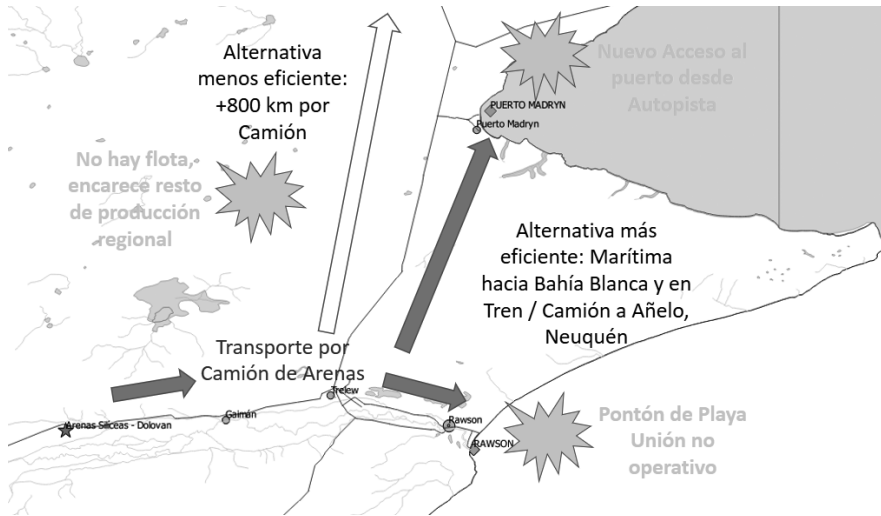 Alternativa
menos eficiente:
+800 km por
Camión
Nuevo Acceso al
puerto desde
Autopista
PUERTO MADRYN
Puerto Madryn
No hay flota,
encarece resto
de producción
regional
Alternativa más
eficiente: Marítima
hacia Bahía Blanca y en
Tren / Camión a Añelo,
Neuquén
Transporte por
Camión de Arenas
Trelew
Gaimán
Arenas Silíceas - Dolovan
Rawson
RAWSON
Pontón de Playa
Unión no
operativo